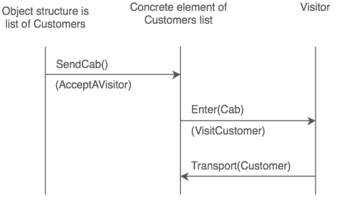 Object structure is
list of Customers
Concrete element of
Customers list
Visitor
SendCab()
(AcceptAVisitor)
Enter(Cab)
(VisitCustomer)
Transport(Customer)